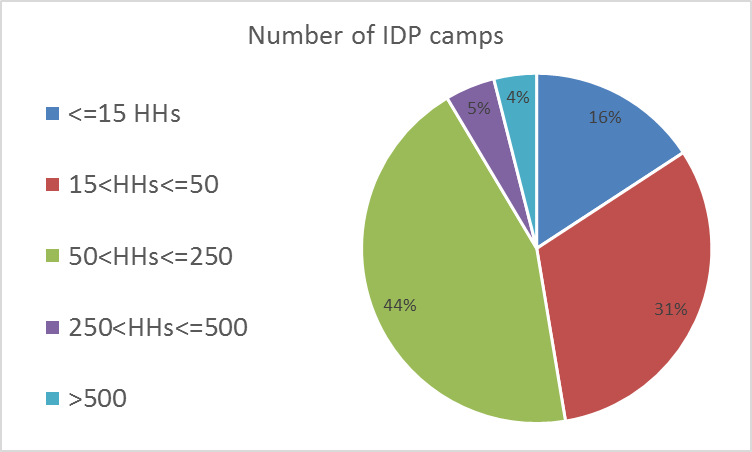 Number of IDP camps
<=15 HHs
15<HHs<=50
50<HHs<=250
250<HHs<=500
>500
16%
31%
44%
5%
4%